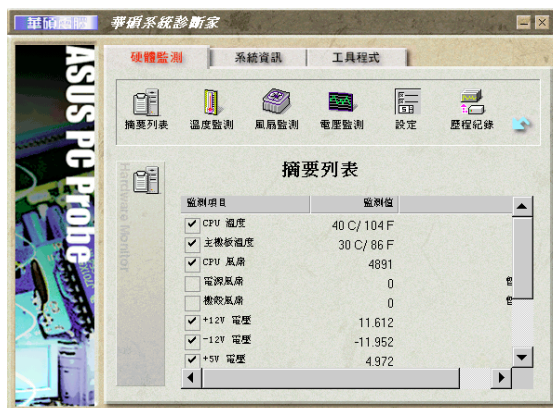 華碩電腦 華碩系統診斷家
硬體監測 系統資訊 工具程式
摘要列表 溫度監測 風扇監測 電壓監測 設定 歷程紀錄
ASUS PC Probe
Hardware Monitor
摘要列表
監測項目 監測值
CPU 溫度 40 C/ 104 F
主機板溫度 30 C/ 86 F
CPU 風扇 4891
電源風扇 0
機殼風扇 0
+12V 電壓 11.612
-12V 電壓 -11.952
+5V 電壓 4.972